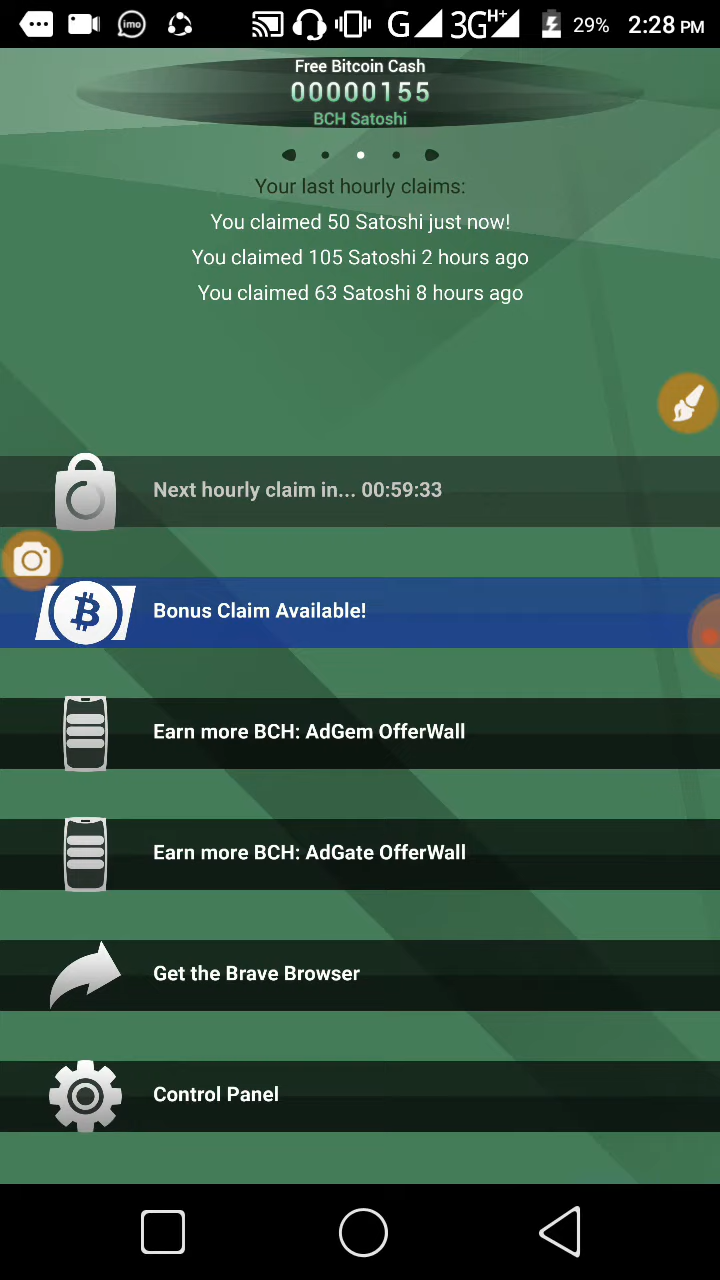 imo
G
3G H+
29%
2:28 PM
Free Bitcoin Cash
00000155
BCH Satoshi
Your last hourly claims:
You claimed 50 Satoshi just now!
You claimed 105 Satoshi 2 hours ago
You claimed 63 Satoshi 8 hours ago
Next hourly claim in... 00:59:33
Bonus Claim Available!
Earn more BCH: AdGem OfferWall
Earn more BCH: AdGate OfferWall
Get the Brave Browser
Control Panel